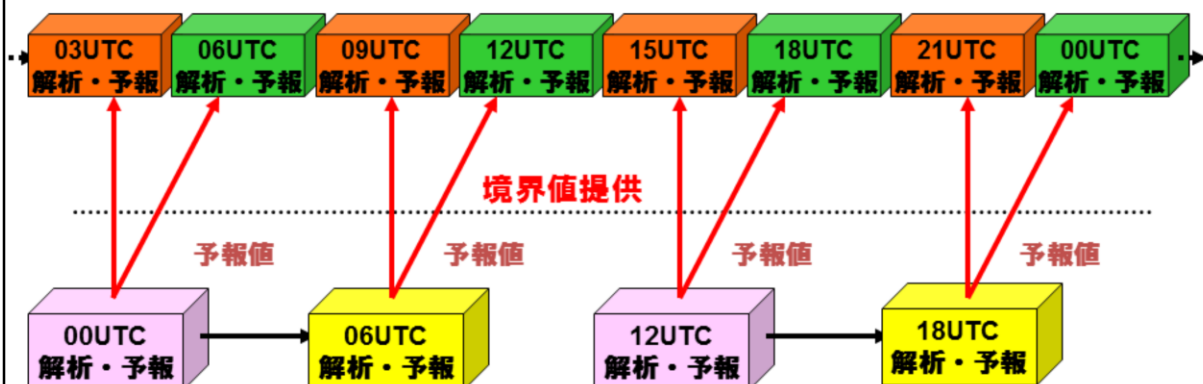 03UTC
解析・予報
06UTC
解析・予報
09UTC
解析・予報
12UTC
解析・予報
15UTC
解析・予報
18UTC
解析・予報
21UTC
解析・予報
00UTC
解析・予報
境界値提供
予報値
予報値
予報値
予報値
00UTC
解析・予報
06UTC
解析・予報
12UTC
解析・予報
18UTC
解析・予報